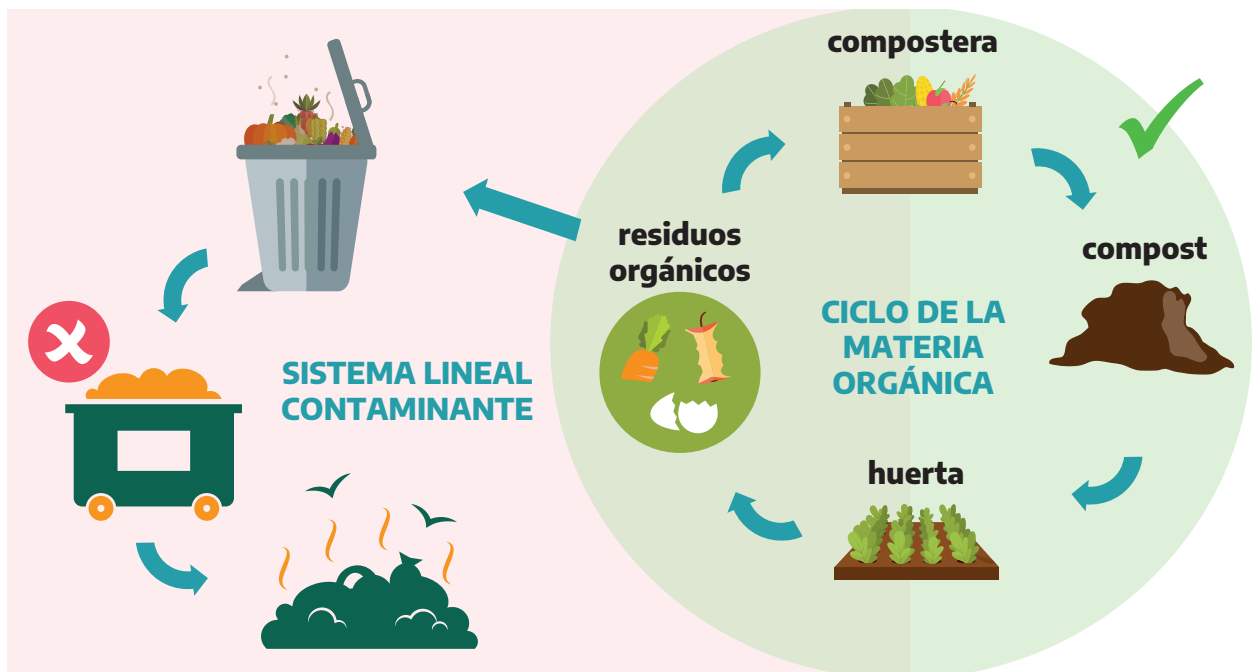 compostera
residuos
orgánicos
compost
CICLO DE LA
MATERIA
ORGÁNICA
SISTEMA LINEAL
CONTAMINANTE
huerta